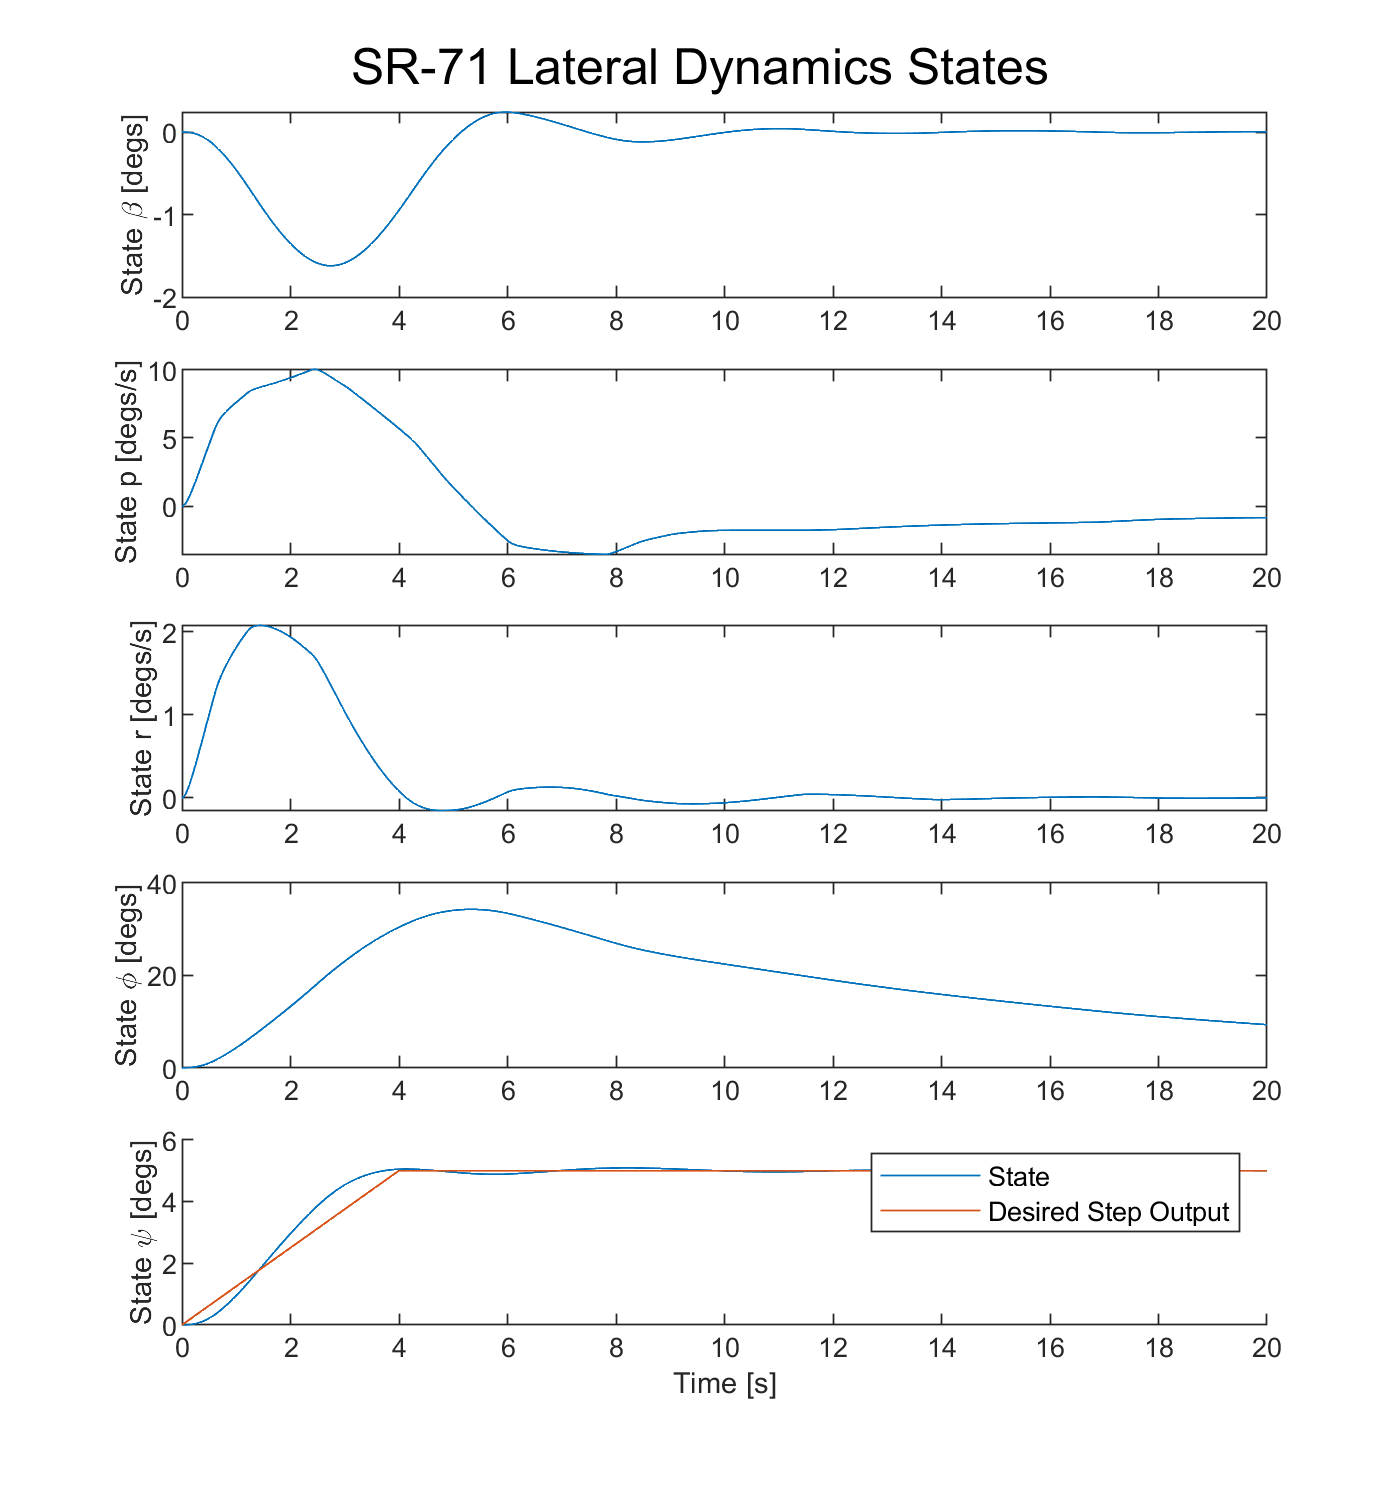 SR-71 Lateral Dynamics States
State β [degs]
0
-1
-2
0 2 4 6 8 10 12 14 16 18 20
State p [degs/s]
10
5
0
0 2 4 6 8 10 12 14 16 18 20
State r [degs/s]
2
1
0
0 2 4 6 8 10 12 14 16 18 20
State ϕ [degs]
40
20
0
0 2 4 6 8 10 12 14 16 18 20
State ψ [degs]
6
4
2
0
State
Desired Step Output
0 2 4 6 8 10 12 14 16 18 20
Time [s]